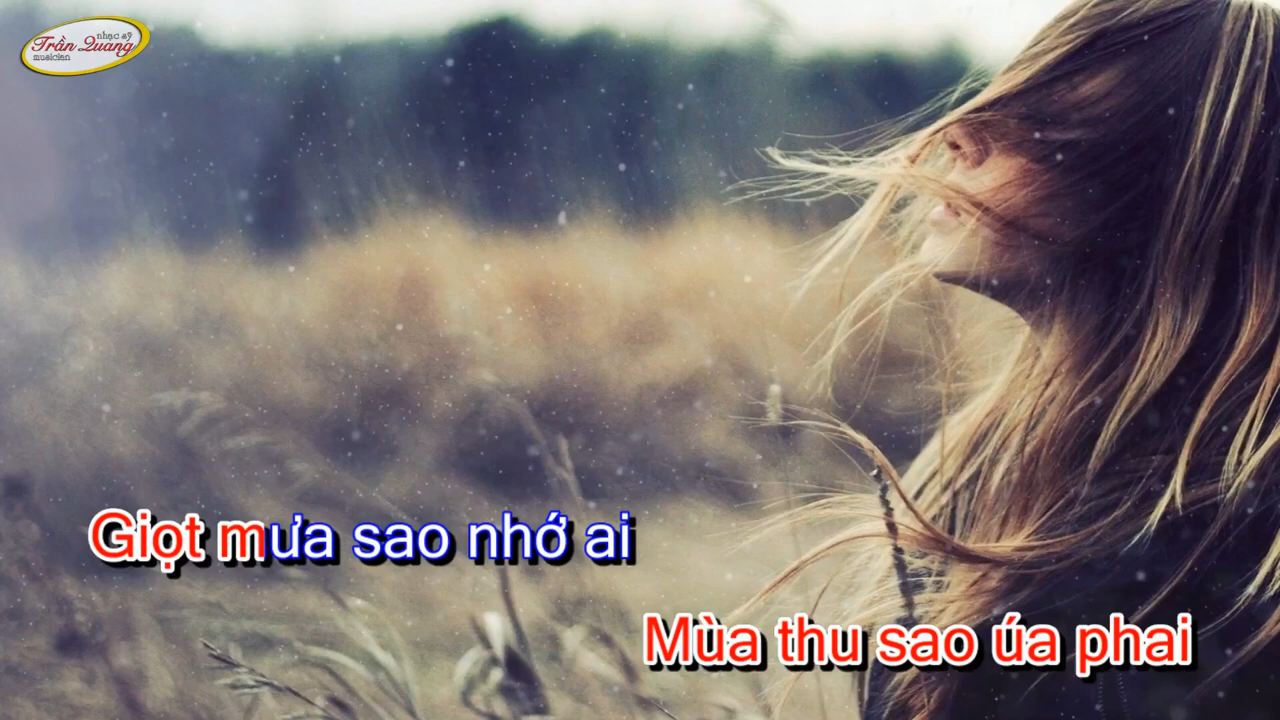 nhạc sỹ
Trần Quang
musician
Giọt mưa sao nhớ ai
Mùa thu sao úa phai